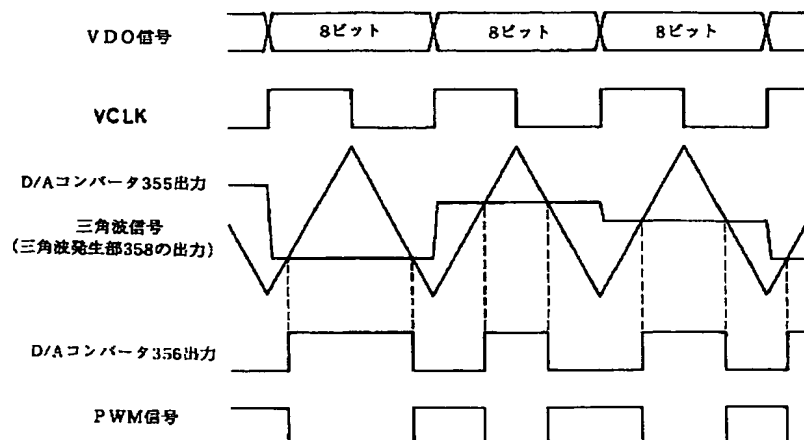 VDO信号
8ビット 8ビット 8ビット
VCLK
D/Aコンバータ355出力
三角波信号
(三角波発生部358の出力)
D/Aコンバータ356出力
PWM信号